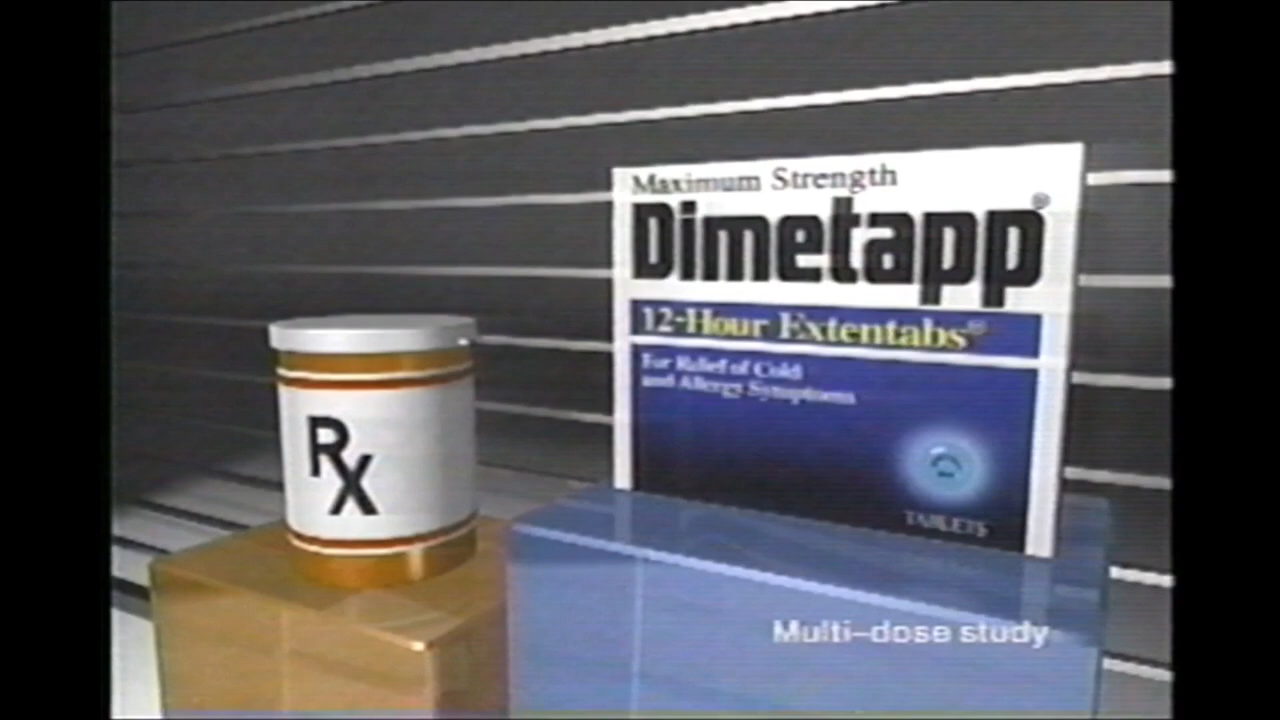 Maximum Strength
Dimetapp®
12-Hour Extentabs®
For Relief of Cold
and Allergy Symptoms
TABLETS
Rx
Multi-dose study